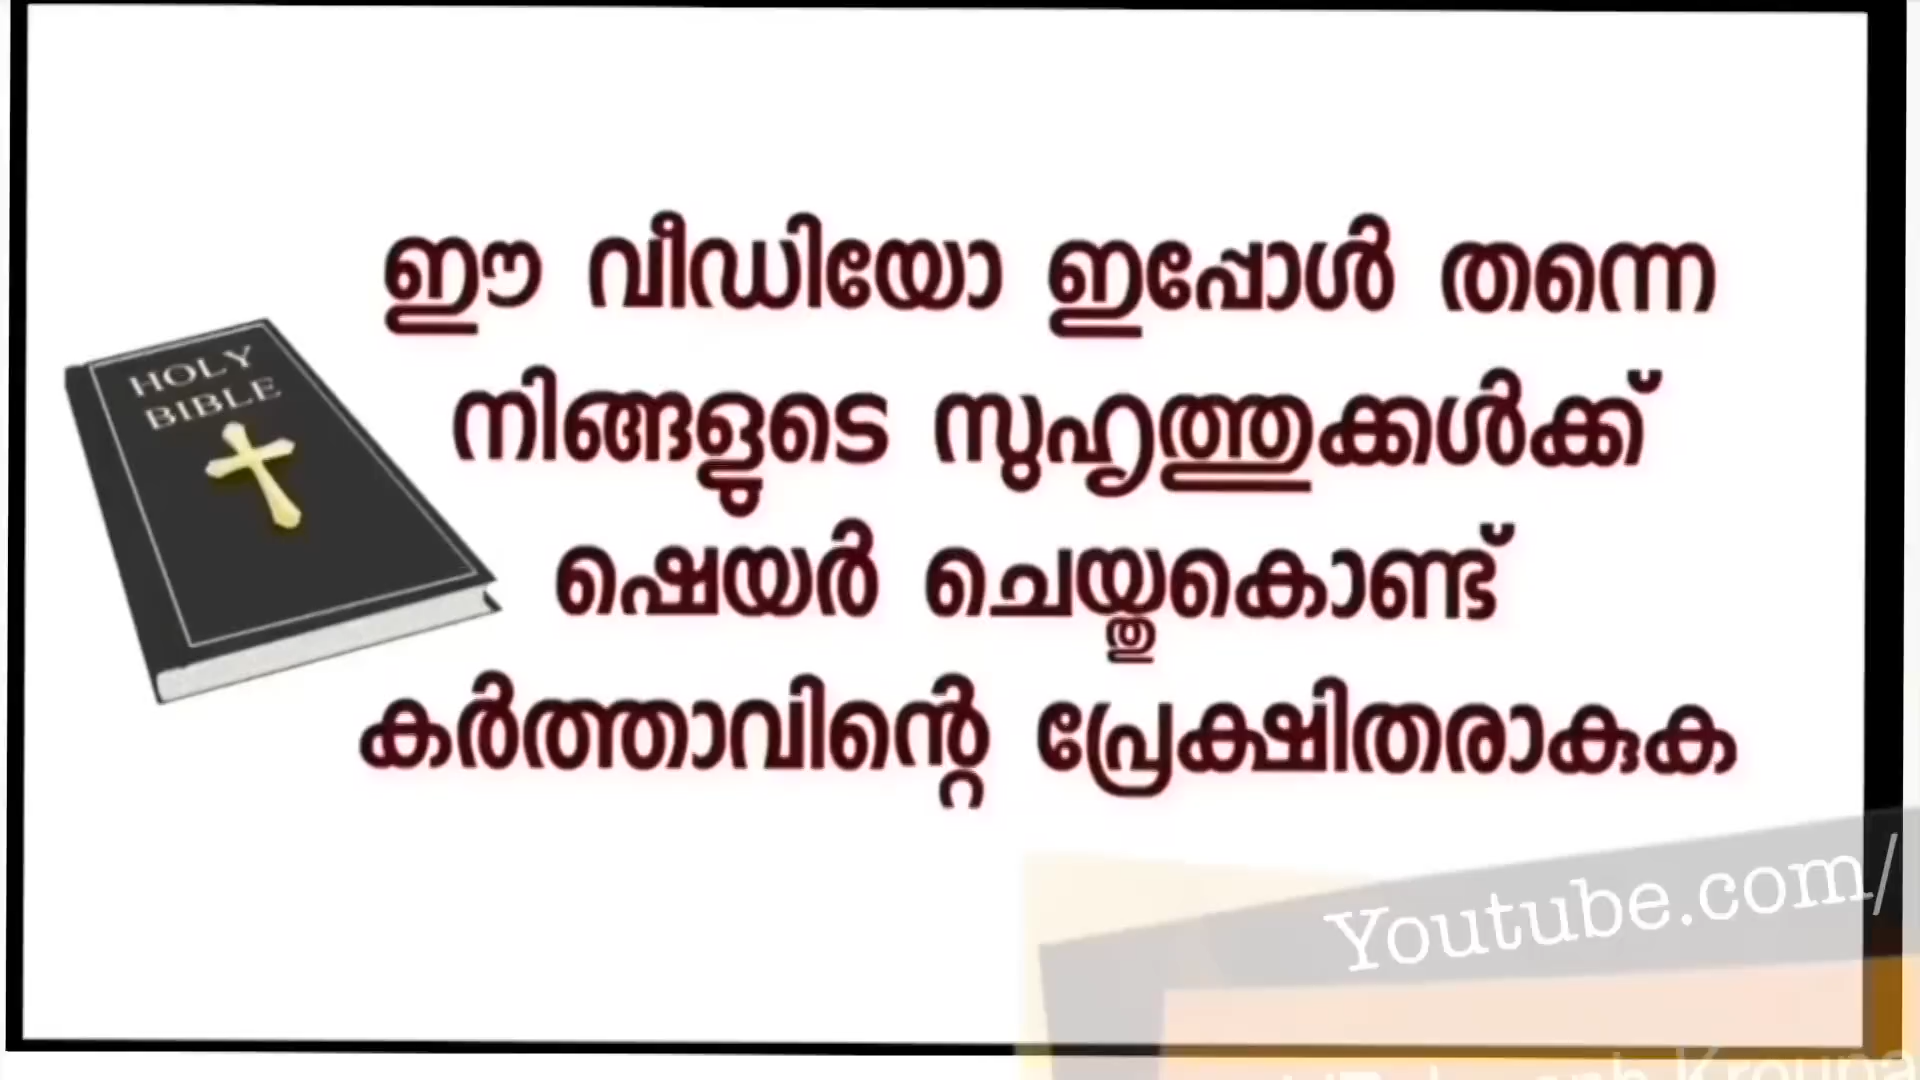 HOLY
BIBLE
ഈ വീഡിയോ ഇപ്പോൾ തന്നെ
നിങ്ങളുടെ സുഹൃത്തുക്കൾക്ക്
ഷെയർ ചെയ്തുകൊണ്ട്
കർത്താവിന്റെ പ്രേക്ഷിതരാകുക
Youtube.com/